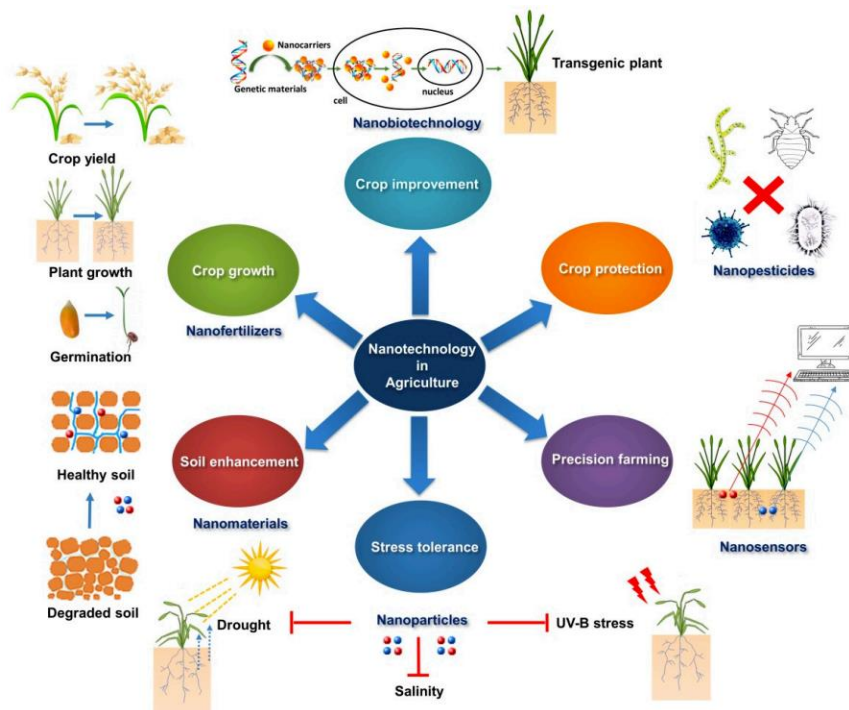 Nanocarriers
Genetic materials
cell
nucleus
Transgenic plant
Nanobiotechnology
Crop yield
Crop improvement
Plant growth
Crop growth
Crop protection
Nanopesticides
Nanofertilizers
Germination
Nanotechnology
in
Agriculture
Healthy soil
Soil enhancement
Precision farming
Nanomaterials
Stress tolerance
Nanosensors
Degraded soil
Drought
Nanoparticles
UV-B stress
Salinity